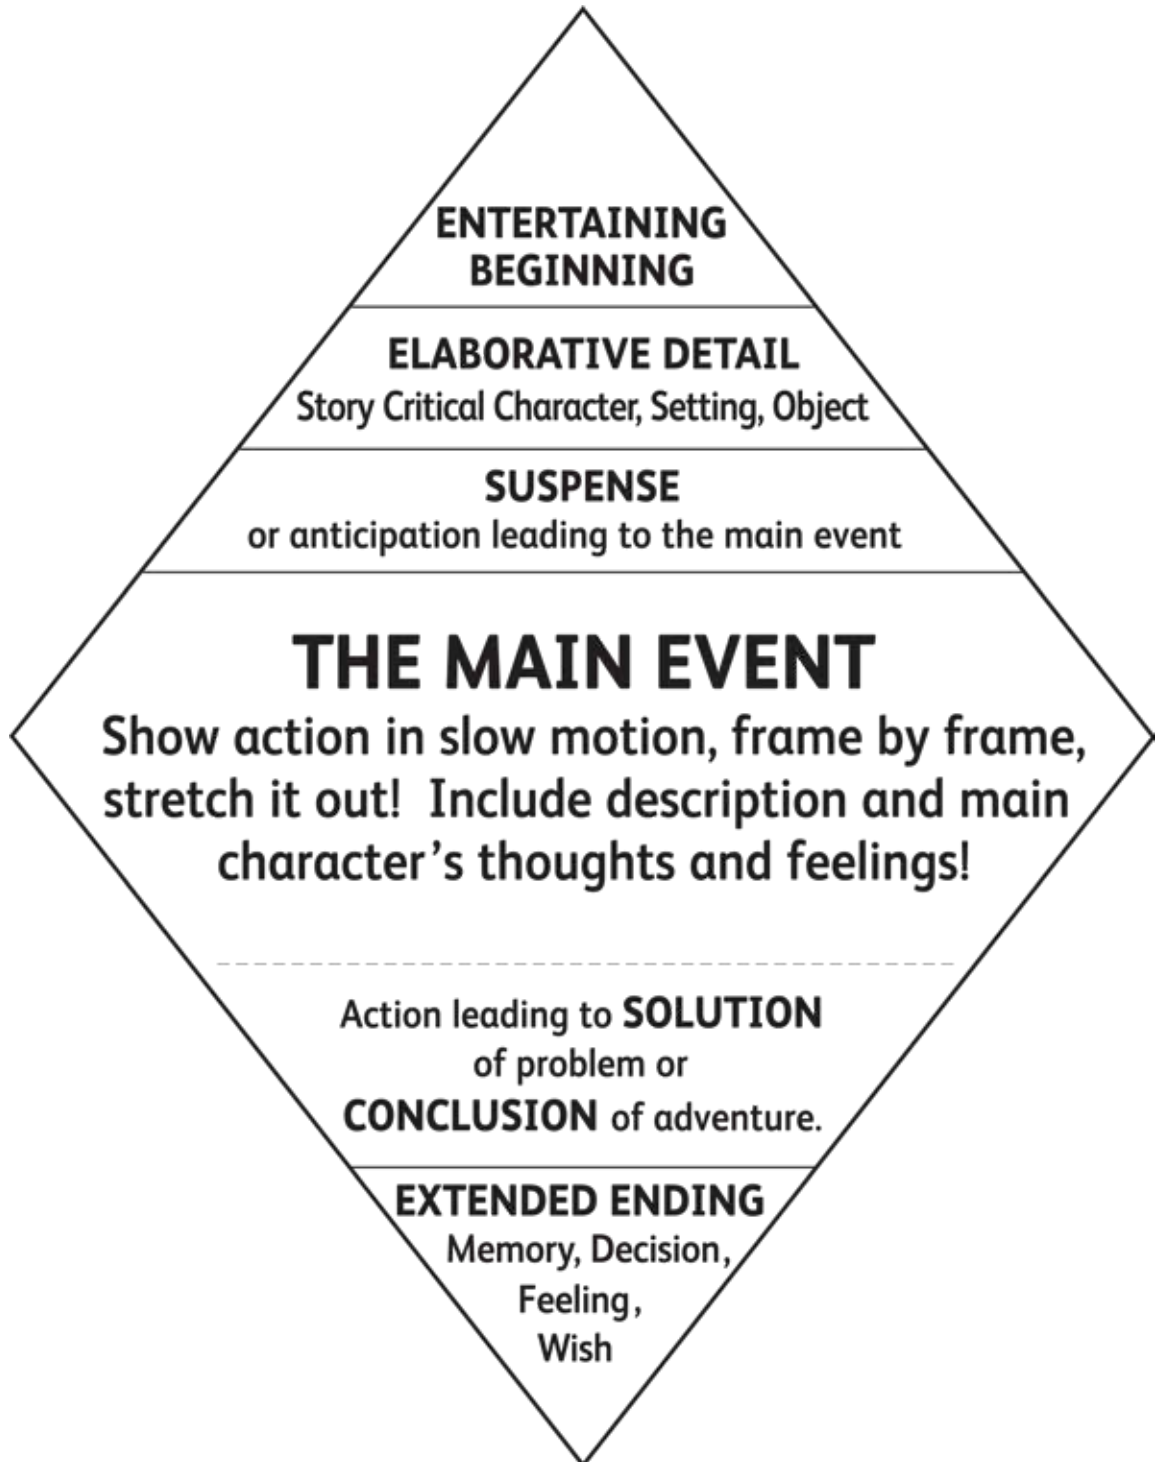 ENTERTAINING
BEGINNING
ELABORATIVE DETAIL
Story Critical Character, Setting, Object
SUSPENSE
or anticipation leading to the main event
THE MAIN EVENT
Show action in slow motion, frame by frame,
stretch it out! Include description and main
character's thoughts and feelings!
Action leading to SOLUTION
of problem or
CONCLUSION of adventure.
EXTENDED ENDING
Memory, Decision,
Feeling,
Wish